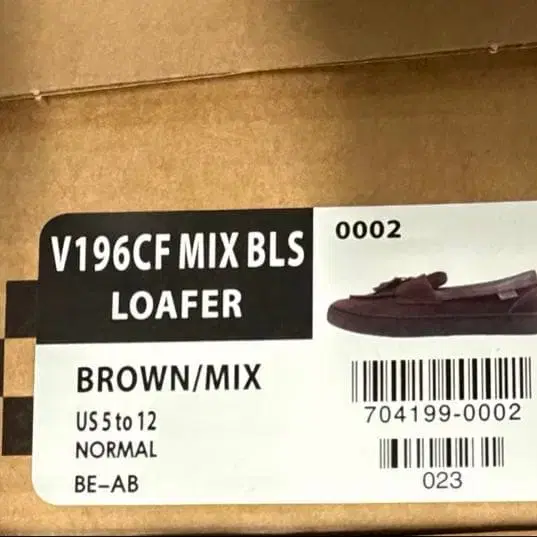 V196CF MIX BLS
LOAFER
0002
BROWN/MIX
US 5 to 12
NORMAL
BE-AB
704199-0002
023